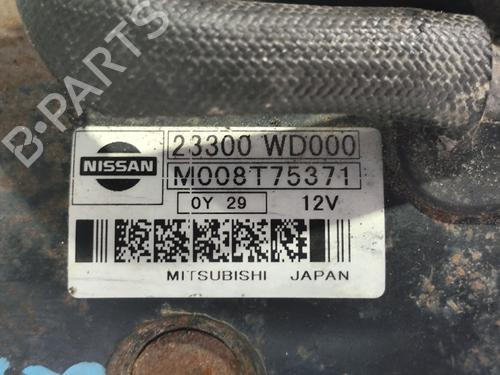 B-PARTS
NISSAN
23300 WD000
M008T75371
0Y 29 12V
MITSUBISHI JAPAN